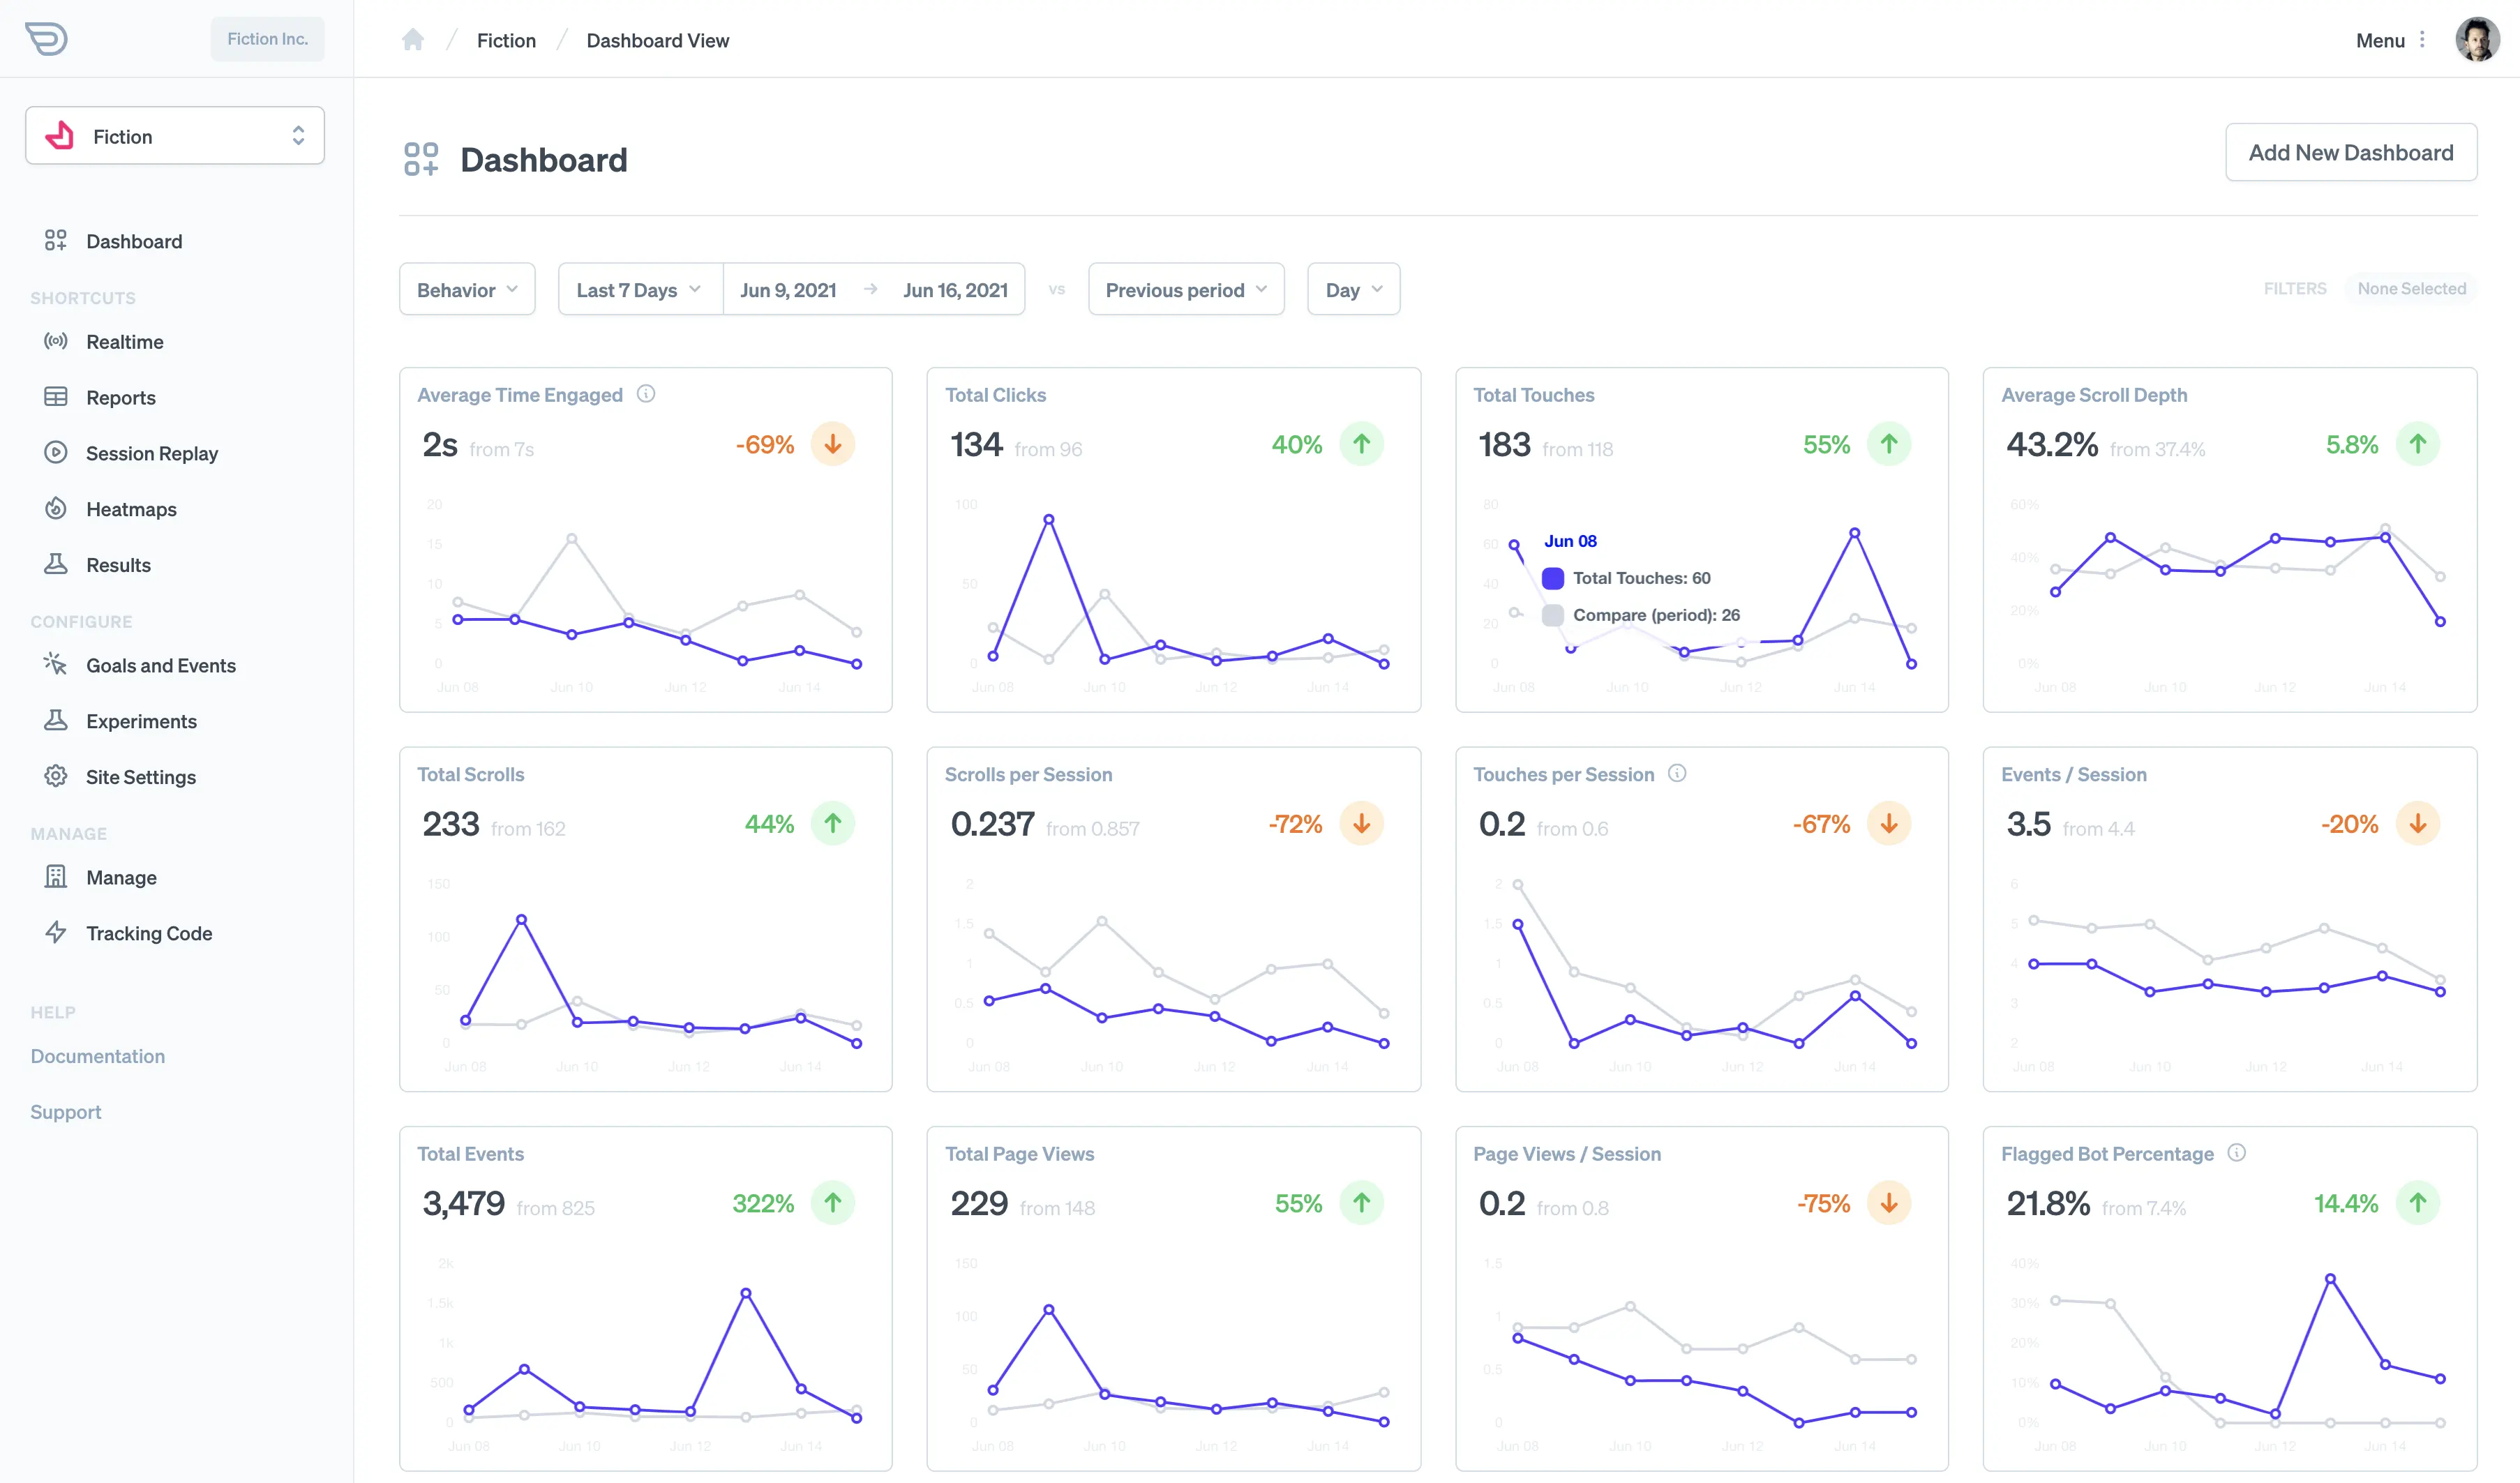 Fiction Inc.
Fiction
Dashboard View
Menu
Fiction
Dashboard
SHORTCUTS
Realtime
Reports
Session Replay
Heatmaps
Results
CONFIGURE
Goals and Events
Experiments
Site Settings
MANAGE
Manage
Tracking Code
HELP
Documentation
Support
Dashboard
Add New Dashboard
Behavior
Last 7 Days
Jun 9, 2021
Jun 16, 2021
vs
Previous period
Day
FILTERS
None Selected
Average Time Engaged
2s from 7s
-69%
20
15
10
5
0
Jun 08 Jun 10 Jun 12 Jun 14
Total Clicks
134 from 96
40%
100
50
0
Jun 08 Jun 10 Jun 12 Jun 14
Total Touches
183 from 118
55%
80
60
40
20
0
Jun 08
Total Touches: 60
Compare (period): 26
Jun 08 Jun 10 Jun 12 Jun 14
Average Scroll Depth
43.2% from 37.4%
5.8%
60%
40%
20%
0%
Jun 08 Jun 10 Jun 12 Jun 14
Total Scrolls
233 from 162
44%
150
100
50
0
Jun 08 Jun 10 Jun 12 Jun 14
Scrolls per Session
0.237 from 0.857
-72%
2
1.5
1
0.5
0
Jun 08 Jun 10 Jun 12 Jun 14
Touches per Session
0.2 from 0.6
-67%
2
1.5
1
0.5
0
Jun 08 Jun 10 Jun 12 Jun 14
Events / Session
3.5 from 4.4
-20%
6
5
4
3
2
Jun 08 Jun 10 Jun 12 Jun 14
Total Events
3,479 from 825
322%
2k
1.5k
1k
500
0
Jun 08 Jun 10 Jun 12 Jun 14
Total Page Views
229 from 148
55%
150
100
50
0
Jun 08 Jun 10 Jun 12 Jun 14
Page Views / Session
0.2 from 0.8
-75%
1.5
1
0.5
0
Jun 08 Jun 10 Jun 12 Jun 14
Flagged Bot Percentage
21.8% from 7.4%
14.4%
40%
30%
20%
10%
0%
Jun 08 Jun 10 Jun 12 Jun 14